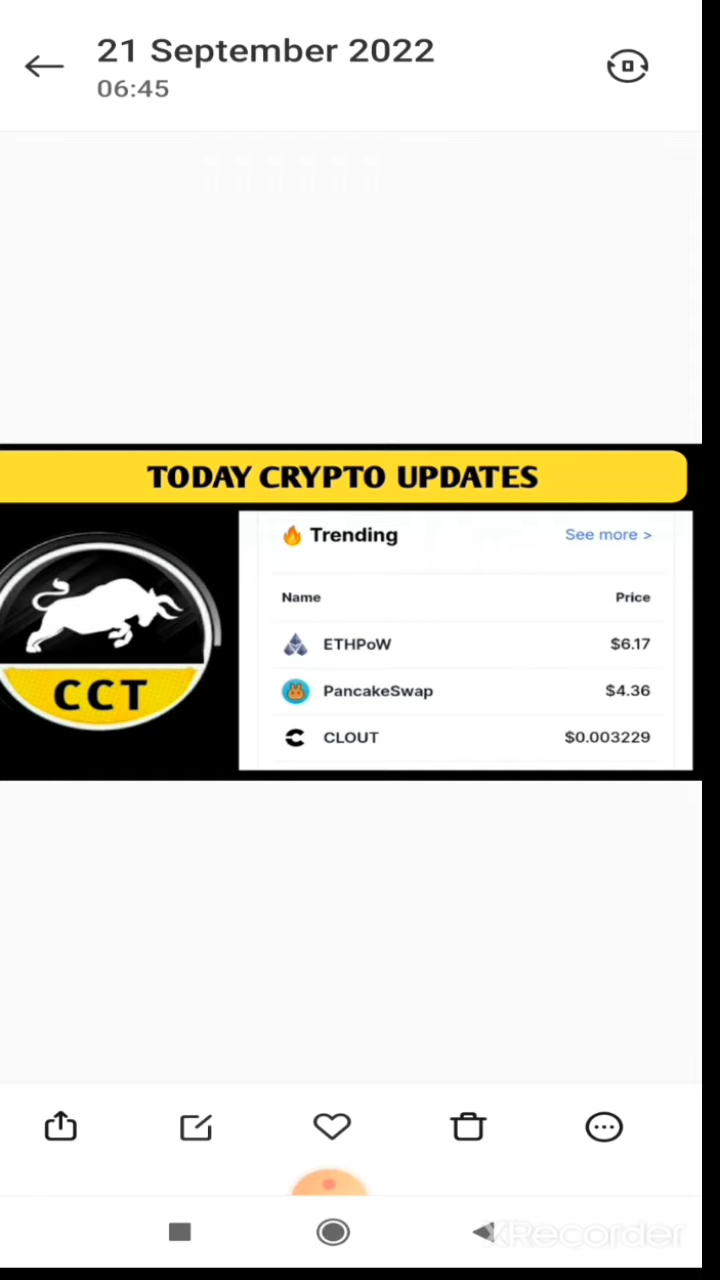 21 September 2022
06:45
TODAY CRYPTO UPDATES
Trending See more >
Name Price
ETHPoW $6.17
PancakeSwap $4.36
CLOUT $0.003229
CCT
XRecorder